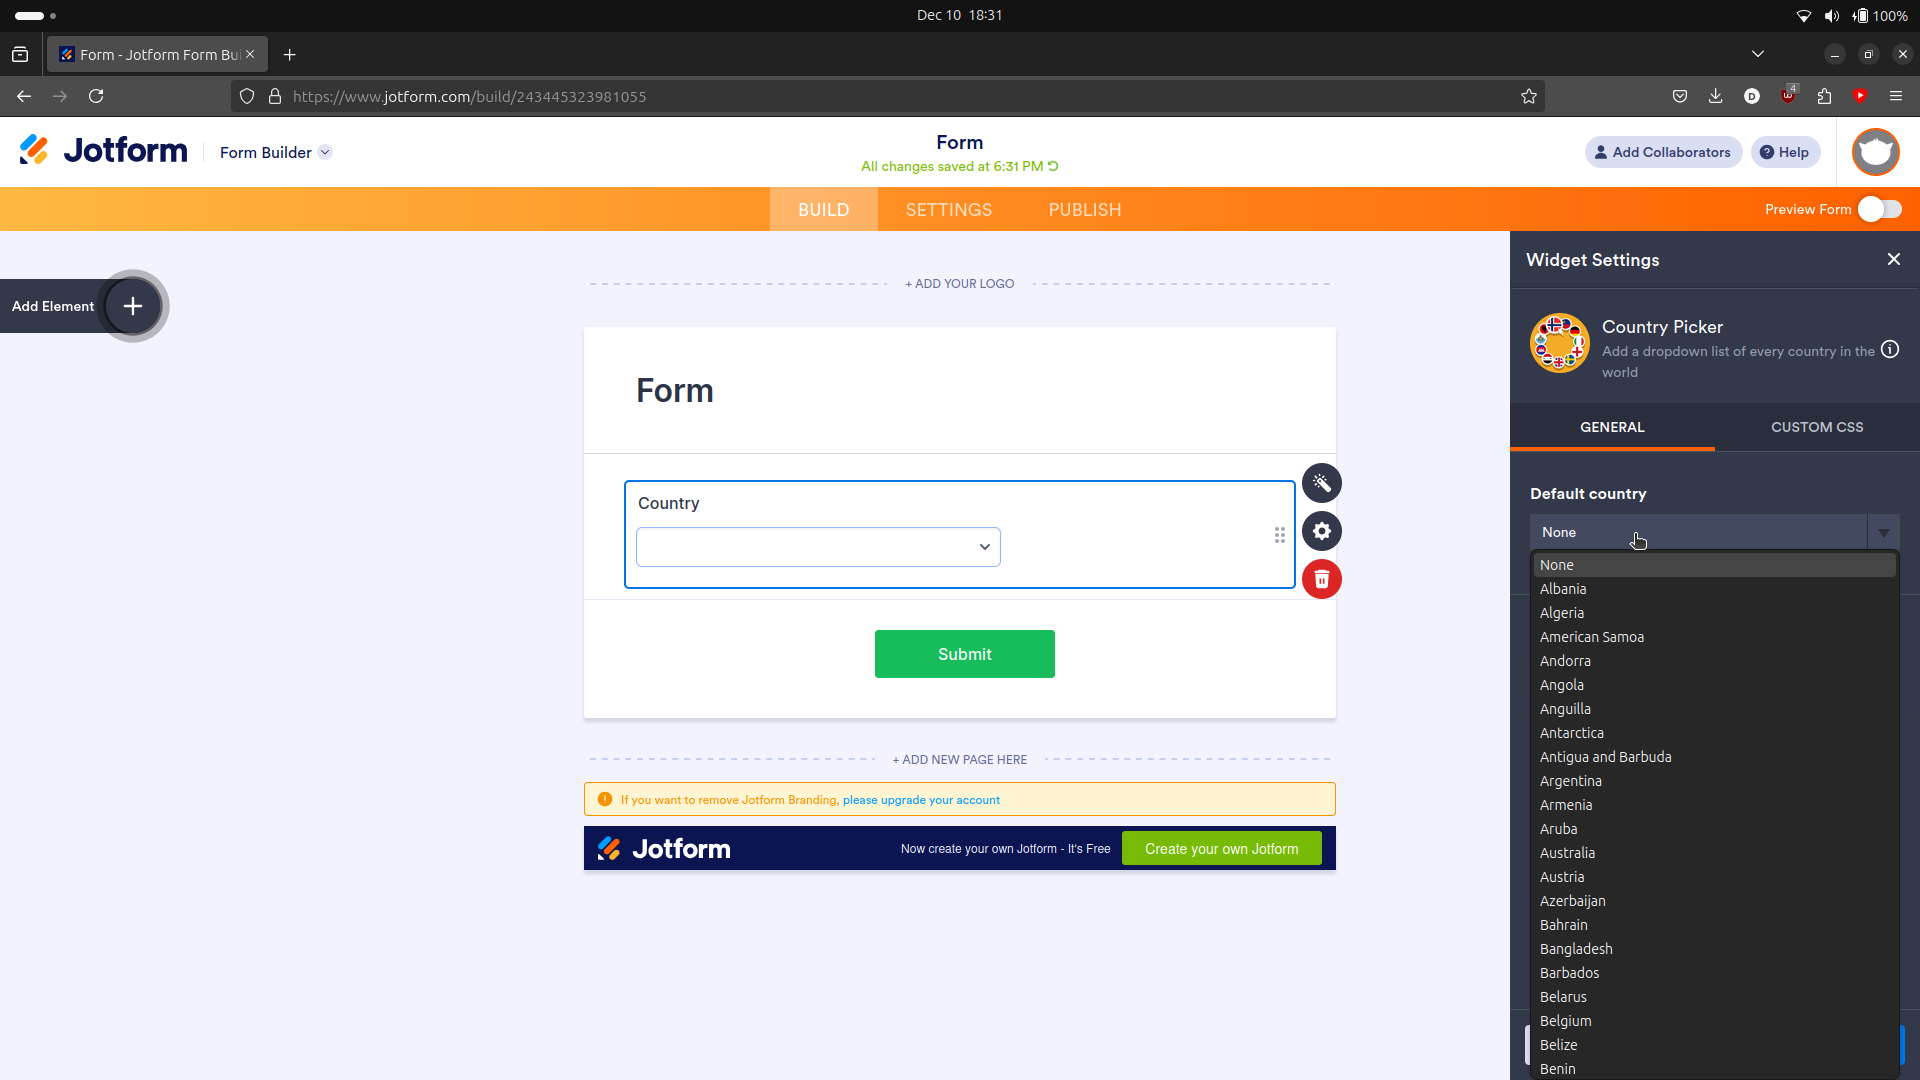 Dec 10 18:31
100%
Form - Jotform Form Bui
https://www.jotform.com/build/243445323981055
4
Jotform
Form Builder
Form
All changes saved at 6:31 PM
Add Collaborators
Help
BUILD
SETTINGS
PUBLISH
Preview Form
Add Element
+ ADD YOUR LOGO
Form
Country
Submit
+ ADD NEW PAGE HERE
If you want to remove Jotform Branding, please upgrade your account
Jotform
Now create your own Jotform - It's Free
Create your own Jotform
Widget Settings
Country Picker
Add a dropdown list of every country in the
world
GENERAL
CUSTOM CSS
Default country
None
None
Albania
Algeria
American Samoa
Andorra
Angola
Anguilla
Antarctica
Antigua and Barbuda
Argentina
Armenia
Aruba
Australia
Austria
Azerbaijan
Bahrain
Bangladesh
Barbados
Belarus
Belgium
Belize
Benin